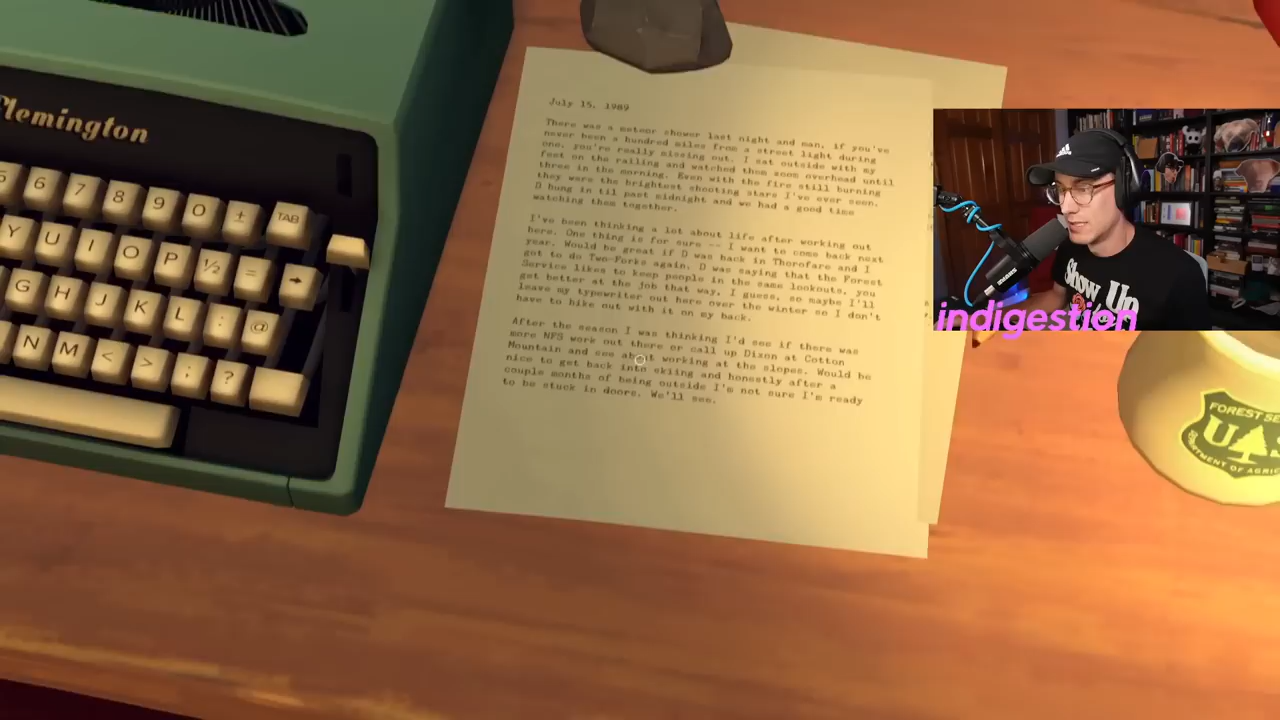 Flemington
5 6 7 8 9 0 ± TAB
Y U I O P ½ =
G H J K L : @
N M < > ; ?
July 15, 1989
There was a meteor shower last night and man, if you've
never been a hundred miles from a street light during
one, you're really missing out. I sat outside with my
feet on the railing and watched them zoom overhead until
three in the morning. Even with the fire still burning
they were the brightest shooting stars I've ever seen.
D hung in til past midnight and we had a good time
watching them together.
I've been thinking a lot about life after working out
here. One thing is for sure -- I want to come back next
year. Would be great if D was back in Thorofare and I
got to do Two-Forks again. D was saying that the Forest
Service likes to keep people in the same lookouts, you
get better at the job that way, I guess, so maybe I'll
leave my typewriter out here over the winter so I don't
have to bike out with it on my back.
After the season I was thinking I'd see if there was
more NFS work out there or call up Dixon at Cotton
Mountain and see about working at the slopes. Would be
nice to get back into skiing and honestly after a
couple months of being outside I'm not sure I'm ready
to be stuck in doors. We'll see.
Show Up
indigestion
FOREST SE
UAS
DEPARTMENT OF AGRIC